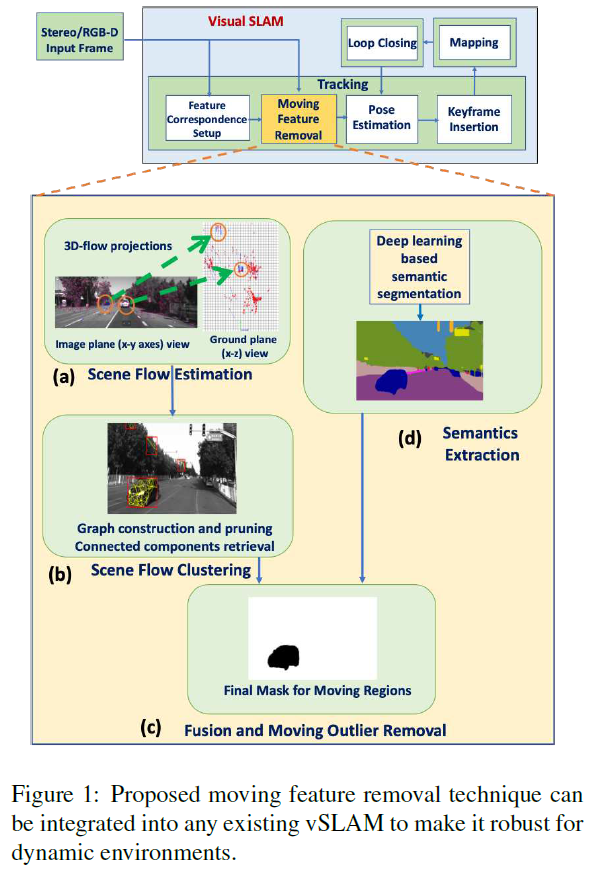 Stereo/RGB-D
Input Frame
Visual SLAM
Loop Closing
Mapping
Tracking
Feature
Correspondence
Setup
Moving
Feature
Removal
Pose
Estimation
Keyframe
Insertion
3D-flow projections
Image plane (x-y axes) view
Ground plane
(x-z) view
(a) Scene Flow Estimation
Deep learning
based
semantic
segmentation
(d) Semantics
Extraction
Graph construction and pruning
Connected components retrieval
(b) Scene Flow Clustering
Final Mask for Moving Regions
(c) Fusion and Moving Outlier Removal
Figure 1: Proposed moving feature removal technique can
be integrated into any existing vSLAM to make it robust for
dynamic environments.